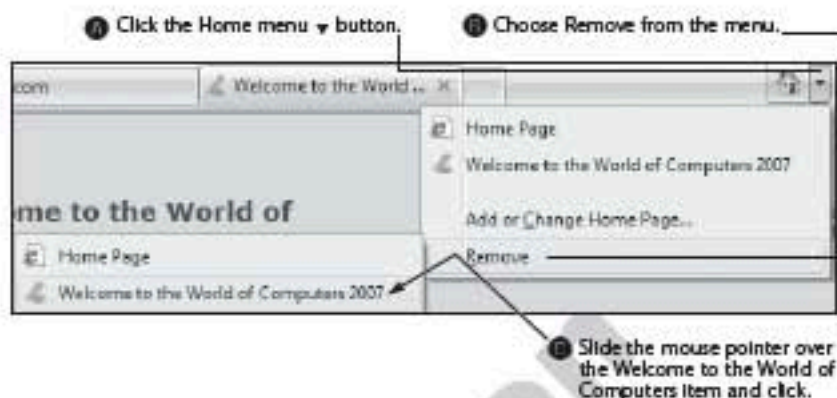 A Click the Home menu ▾ button.
B Choose Remove from the menu.
com
Welcome to the World ...
Home Page
Welcome to the World of Computers 2007
me to the World of
Add or Change Home Page...
Home Page
Remove
Welcome to the World of Computers 2007
Slide the mouse pointer over
the Welcome to the World of
Computers item and click.